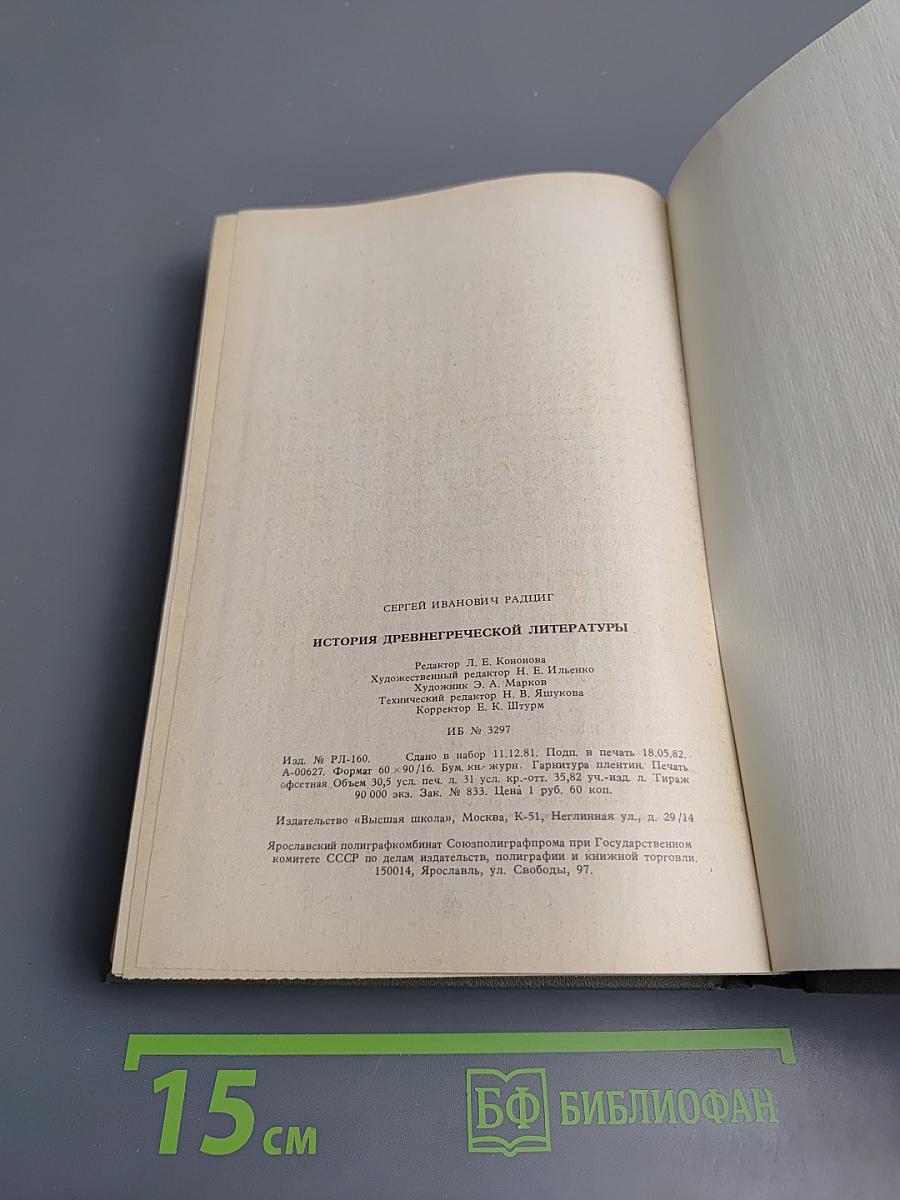 СЕРГЕЙ ИВАНОВИЧ РАДЦИГ
ИСТОРИЯ ДРЕВНЕГРЕЧЕСКОЙ ЛИТЕРАТУРЫ
Редактор Л. Е. Кононова
Художественный редактор Н. Е. Ильенко
Художник Э. А. Марков
Технический редактор Н. В. Яшукова
Корректор Е. К. Штурм
ИБ № 3297
Изд. № РЛ-160. Сдано в набор 11.12.81. Подп. в печать 18.05.82.
А-00627. Формат 60×90/16. Бум. кн.-журн. Гарнитура плентин. Печать
офсетная Объем 30,5 усл. печ. л. 31 усл. кр.-отт. 35,82 уч.-изд. л. Тираж
90 000 экз. Зак. № 833. Цена 1 руб. 60 коп.
Издательство «Высшая школа», Москва, К-51, Неглинная ул., д. 29/14
Ярославский полиграфкомбинат Союзполиграфпрома при Государственном
комитете СССР по делам издательств, полиграфии и книжной торговли.
150014, Ярославль, ул. Свободы, 97.
15 см
БФ БИБЛИОФАН